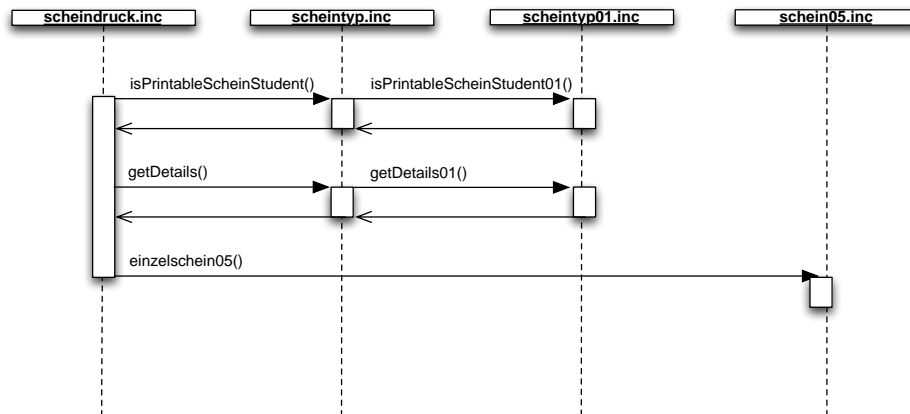 scheindruck.inc
scheintyp.inc
scheintyp01.inc
schein05.inc
isPrintableScheinStudent()
isPrintableScheinStudent01()
getDetails()
getDetails01()
einzelschein05()